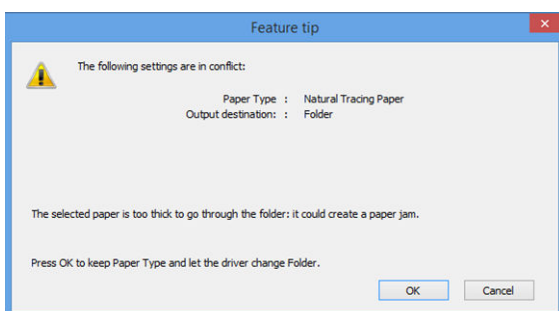 Feature tip
The following settings are in conflict:
Paper Type : Natural Tracing Paper
Output destination: : Folder
The selected paper is too thick to go through the folder: it could create a paper jam.
Press OK to keep Paper Type and let the driver change Folder.
OK Cancel